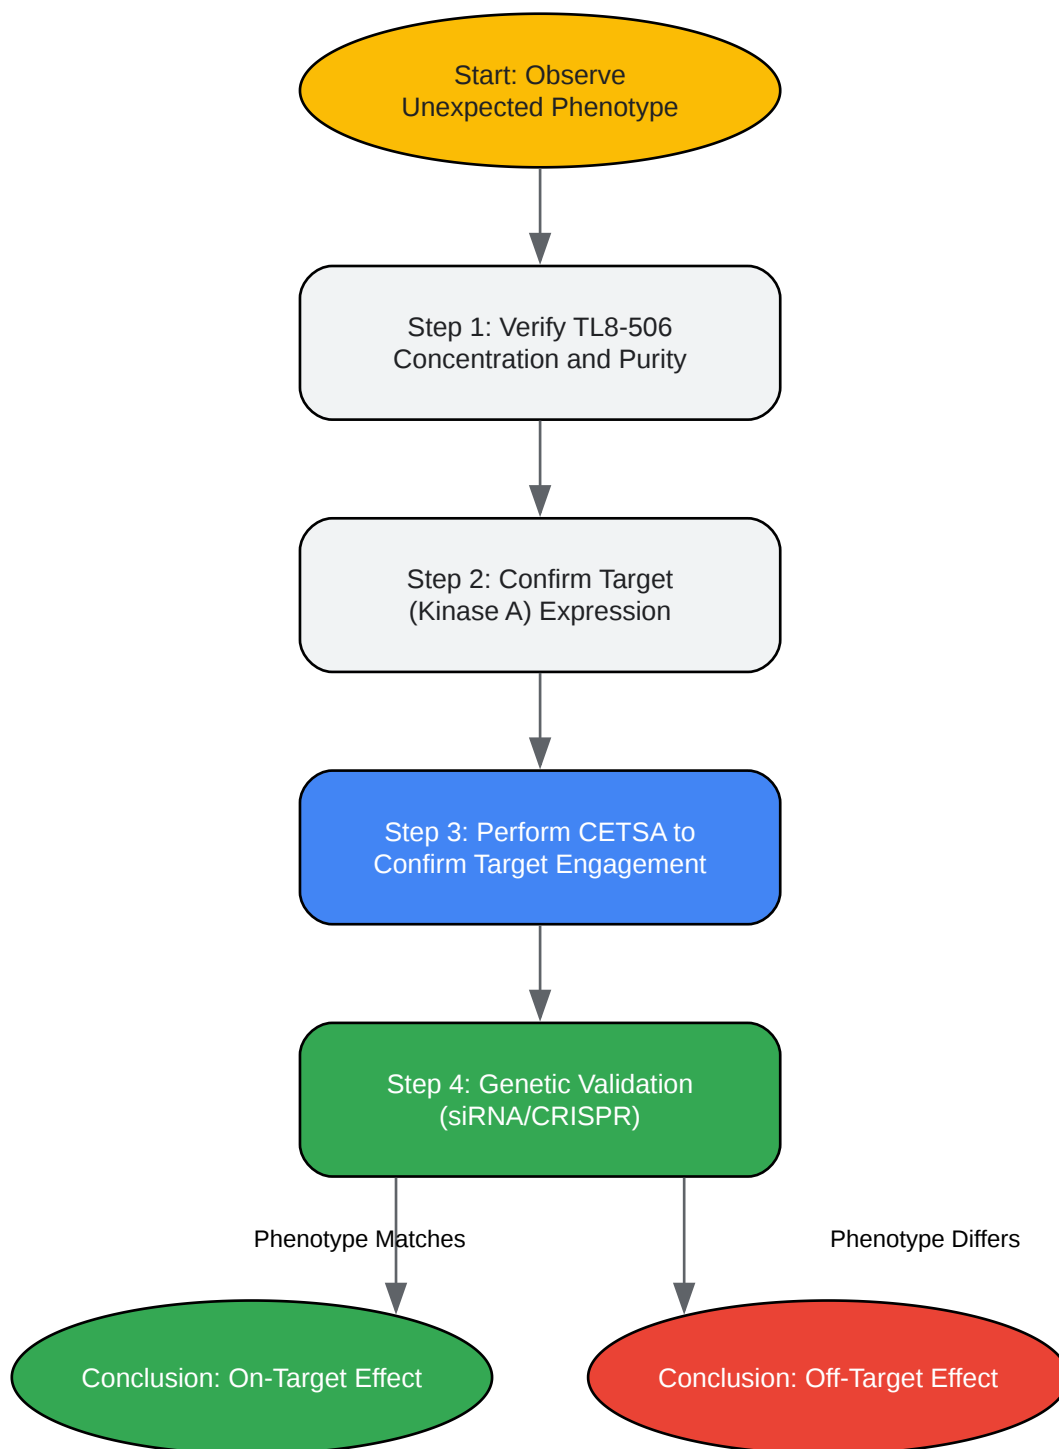 Start: Observe
Unexpected Phenotype
Step 1: Verify TL8-506
Concentration and Purity
Step 2: Confirm Target
(Kinase A) Expression
Step 3: Perform CETSA to
Confirm Target Engagement
Step 4: Genetic Validation
(siRNA/CRISPR)
Phenotype Matches
Phenotype Differs
Conclusion: On-Target Effect
Conclusion: Off-Target Effect